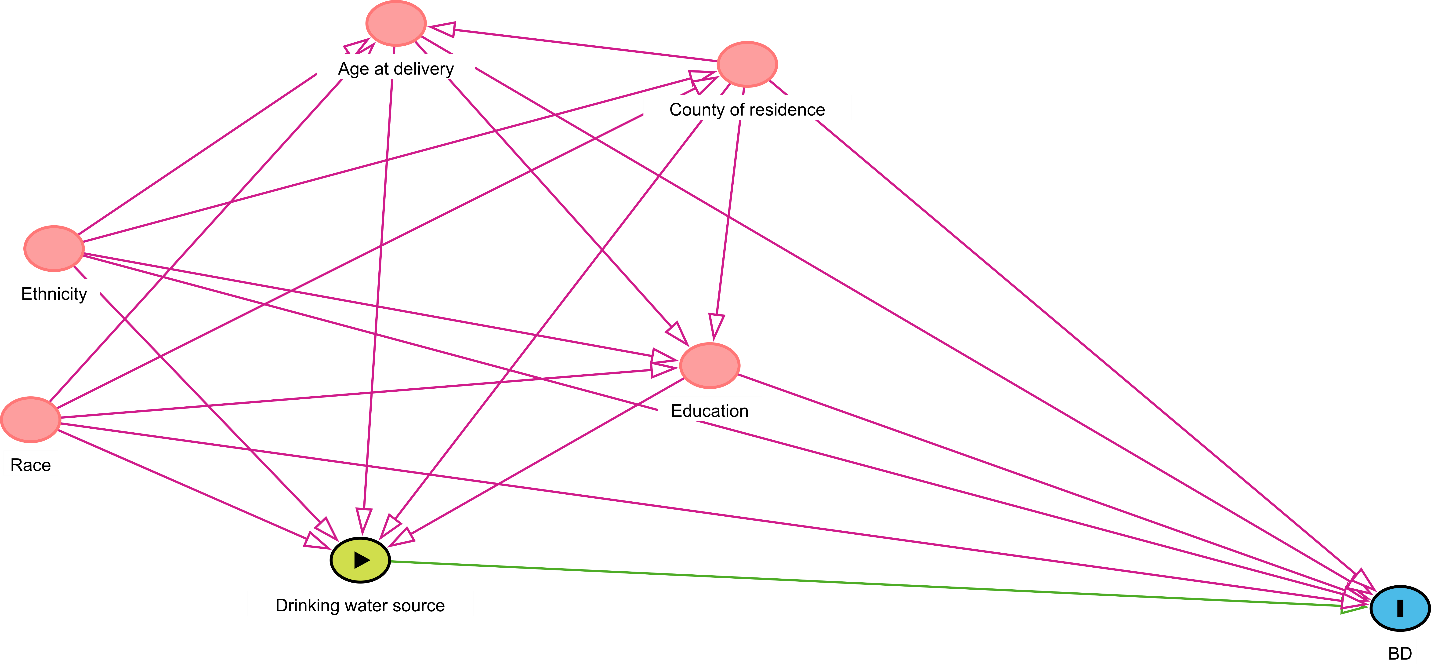 Age at delivery
County of residence
Ethnicity
Education
Race
Drinking water source
BD